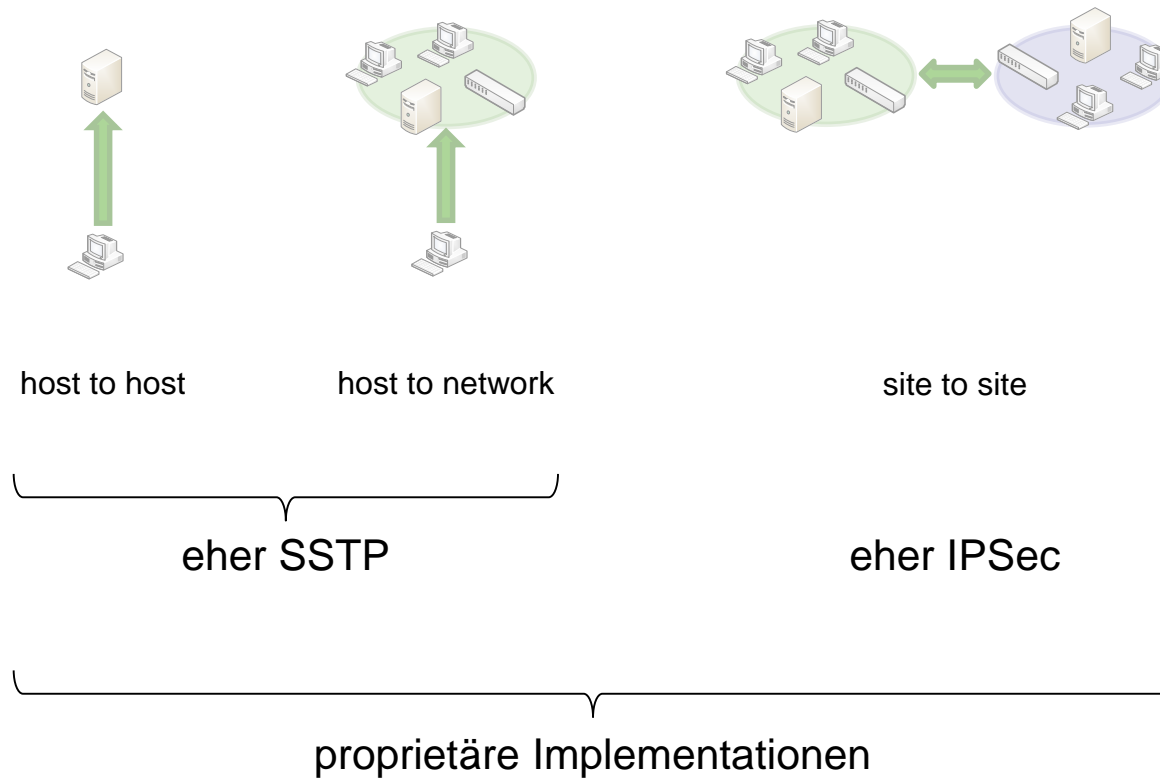 host to host
host to network
site to site
eher SSTP
eher IPSec
proprietäre Implementationen